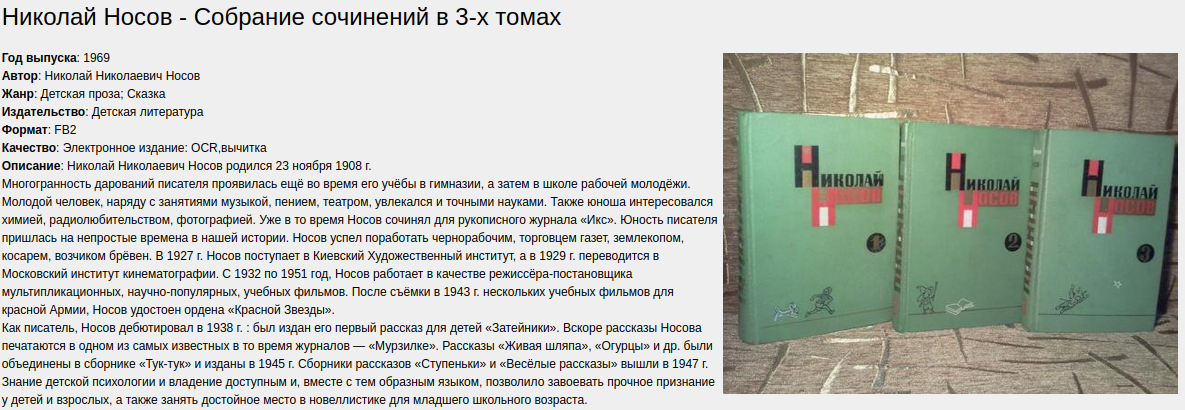 Николай Носов - Собрание сочинений в 3-х томах
Год выпуска: 1969
Автор: Николай Николаевич Носов
Жанр: Детская проза; Сказка
Издательство: Детская литература
Формат: FB2
Качество: Электронное издание: OCR,вычитка
Описание: Николай Николаевич Носов родился 23 ноября 1908 г.
Многогранность дарований писателя проявилась ещё во время его учёбы в гимназии, а затем в школе рабочей молодёжи.
Молодой человек, наряду с занятиями музыкой, пением, театром, увлекался и точными науками. Также юноша интересовался
химией, радиолюбительством, фотографией. Уже в то время Носов сочинял для рукописного журнала «Икс». Юность писателя
пришлась на непростые времена в нашей истории. Носов успел поработать чернорабочим, торговцем газет, землекопом,
косарем, возчиком брёвен. В 1927 г. Носов поступает в Киевский Художественный институт, а в 1929 г. переводится в
Московский институт кинематографии. С 1932 по 1951 год, Носов работает в качестве режиссёра-постановщика
мультипликационных, научно-популярных, учебных фильмов. После съёмки в 1943 г. нескольких учебных фильмов для
красной Армии, Носов удостоен ордена «Красной Звезды».
Как писатель, Носов дебютировал в 1938 г. : был издан его первый рассказ для детей «Затейники». Вскоре рассказы Носова
печатаются в одном из самых известных в то время журналов — «Мурзилке». Рассказы «Живая шляпа», «Огурцы» и др. были
объединены в сборнике «Тук-тук» и изданы в 1945 г. Сборники рассказов «Ступеньки» и «Весёлые рассказы» вышли в 1947 г.
Знание детской психологии и владение доступным и, вместе с тем образным языком, позволило завоевать прочное признание
у детей и взрослых, а также занять достойное место в новеллистике для младшего школьного возраста.
Николай
Носов
1
Николай
Носов
2
Николай
Носов
3